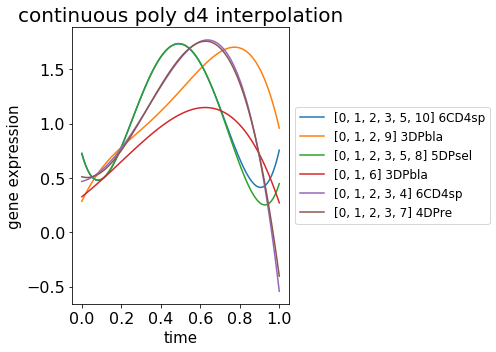 continuous poly d4 interpolation
gene expression
1.5
1.0
0.5
0.0
−0.5
0.0 0.2 0.4 0.6 0.8 1.0
time
[0, 1, 2, 3, 5, 10] 6CD4sp
[0, 1, 2, 9] 3DPbla
[0, 1, 2, 3, 5, 8] 5DPsel
[0, 1, 6] 3DPbla
[0, 1, 2, 3, 4] 6CD4sp
[0, 1, 2, 3, 7] 4DPre